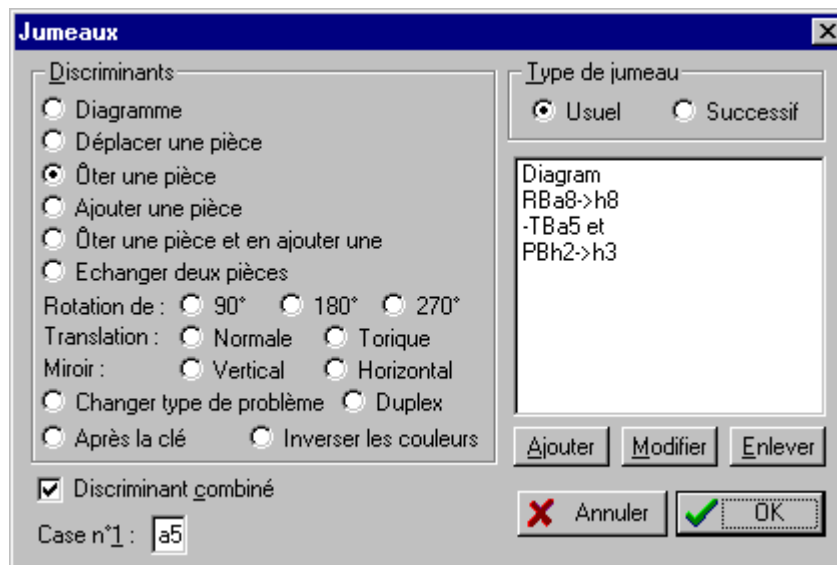 Jumeaux
Discriminants
Diagramme
Déplacer une pièce
Ôter une pièce
Ajouter une pièce
Ôter une pièce et en ajouter une
Echanger deux pièces
Rotation de : 90° 180° 270°
Translation : Normale Torique
Miroir : Vertical Horizontal
Changer type de problème Duplex
Après la clé Inverser les couleurs
Discriminant combiné
Case n°1 : a5
Type de jumeau
Usuel Successif
Diagram
RBa8->h8
-TBa5 et
PBh2->h3
Ajouter Modifier Enlever
Annuler OK